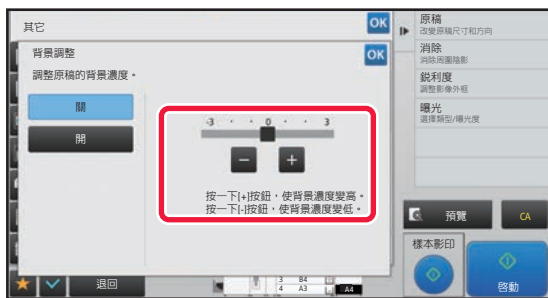 其它
OK
背景調整
OK
調整原稿的背景濃度。
關
開
-3 · · 0 · · 3
− +
按一下[+]按鈕，使背景濃度變高。
按一下[-]按鈕，使背景濃度變低。
退回
3 B4
4 A3
A4
原稿
改變原稿尺寸和方向
消除
消除周圍陰影
銳利度
調整影像外框
曝光
選擇類型/曝光度
預覽
CA
樣本影印
啓動